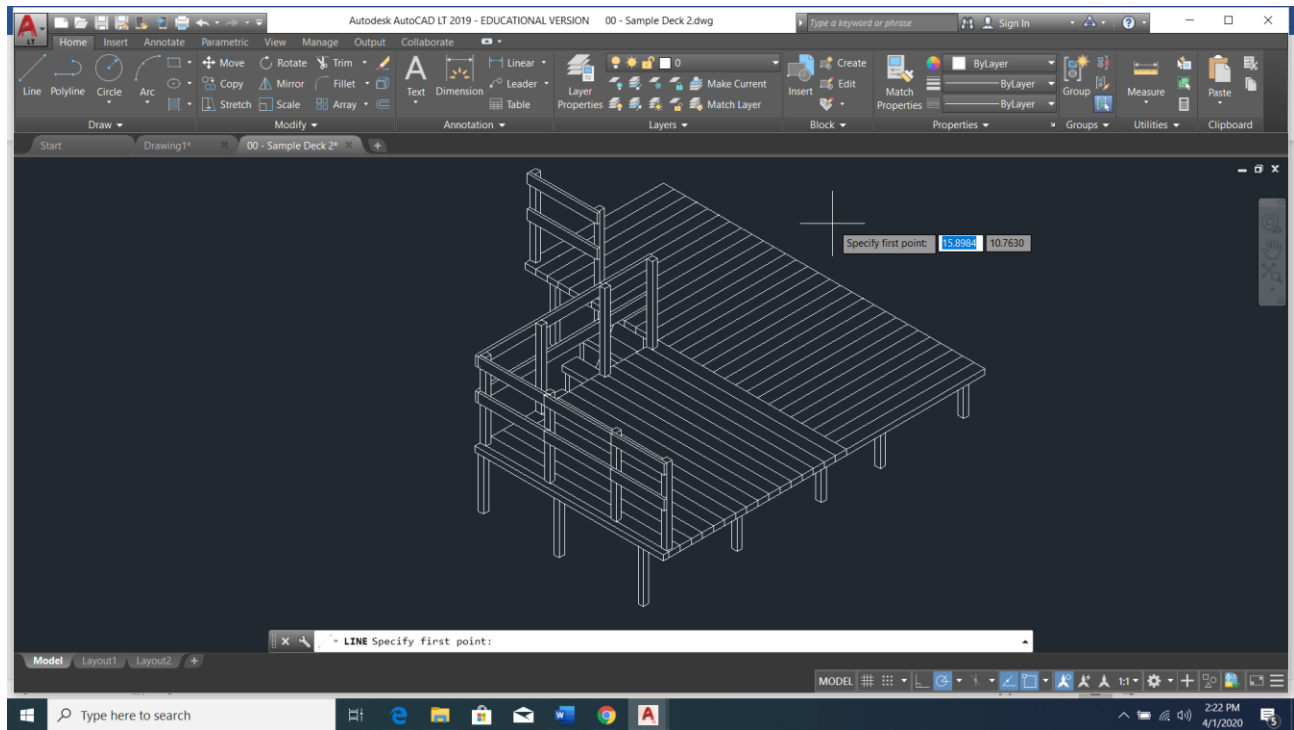 Autodesk AutoCAD LT 2019 - EDUCATIONAL VERSION 00 - Sample Deck 2.dwg Type a keyword or phrase Sign In
LT Home Insert Annotate Parametric View Manage Output Collaborate
Move Rotate Trim Linear 0 Create ByLayer
Copy Mirror Fillet Leader Make Current Edit ByLayer
Line Polyline Circle Arc Text Dimension Layer Insert Match Group Measure Paste
Stretch Scale Array Table Properties Match Layer Properties ByLayer
Draw Modify Annotation Layers Block Properties Groups Utilities Clipboard
Start Drawing1* 00 - Sample Deck 2*
Specify first point: 15.8984 10.7630
LINE Specify first point:
Model Layout1 Layout2
MODEL 1:1
Type here to search 2:22 PM
4/1/2020 5